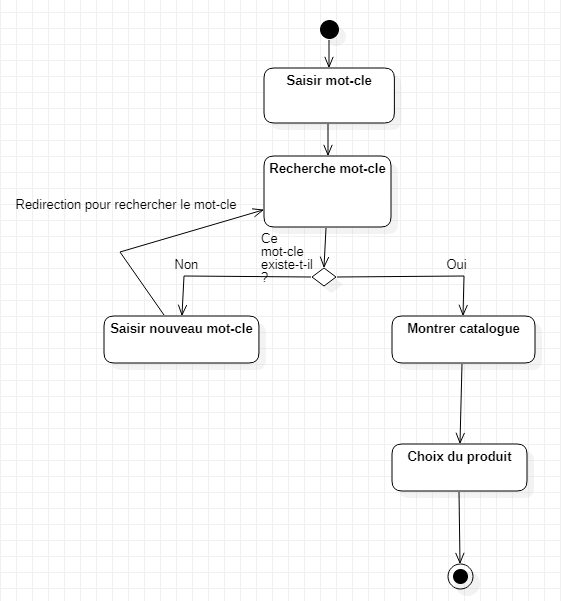 Saisir mot-cle
Recherche mot-cle
Redirection pour rechercher le mot-cle
Ce
mot-cle
existe-t-il
?
Non
Oui
Saisir nouveau mot-cle
Montrer catalogue
Choix du produit